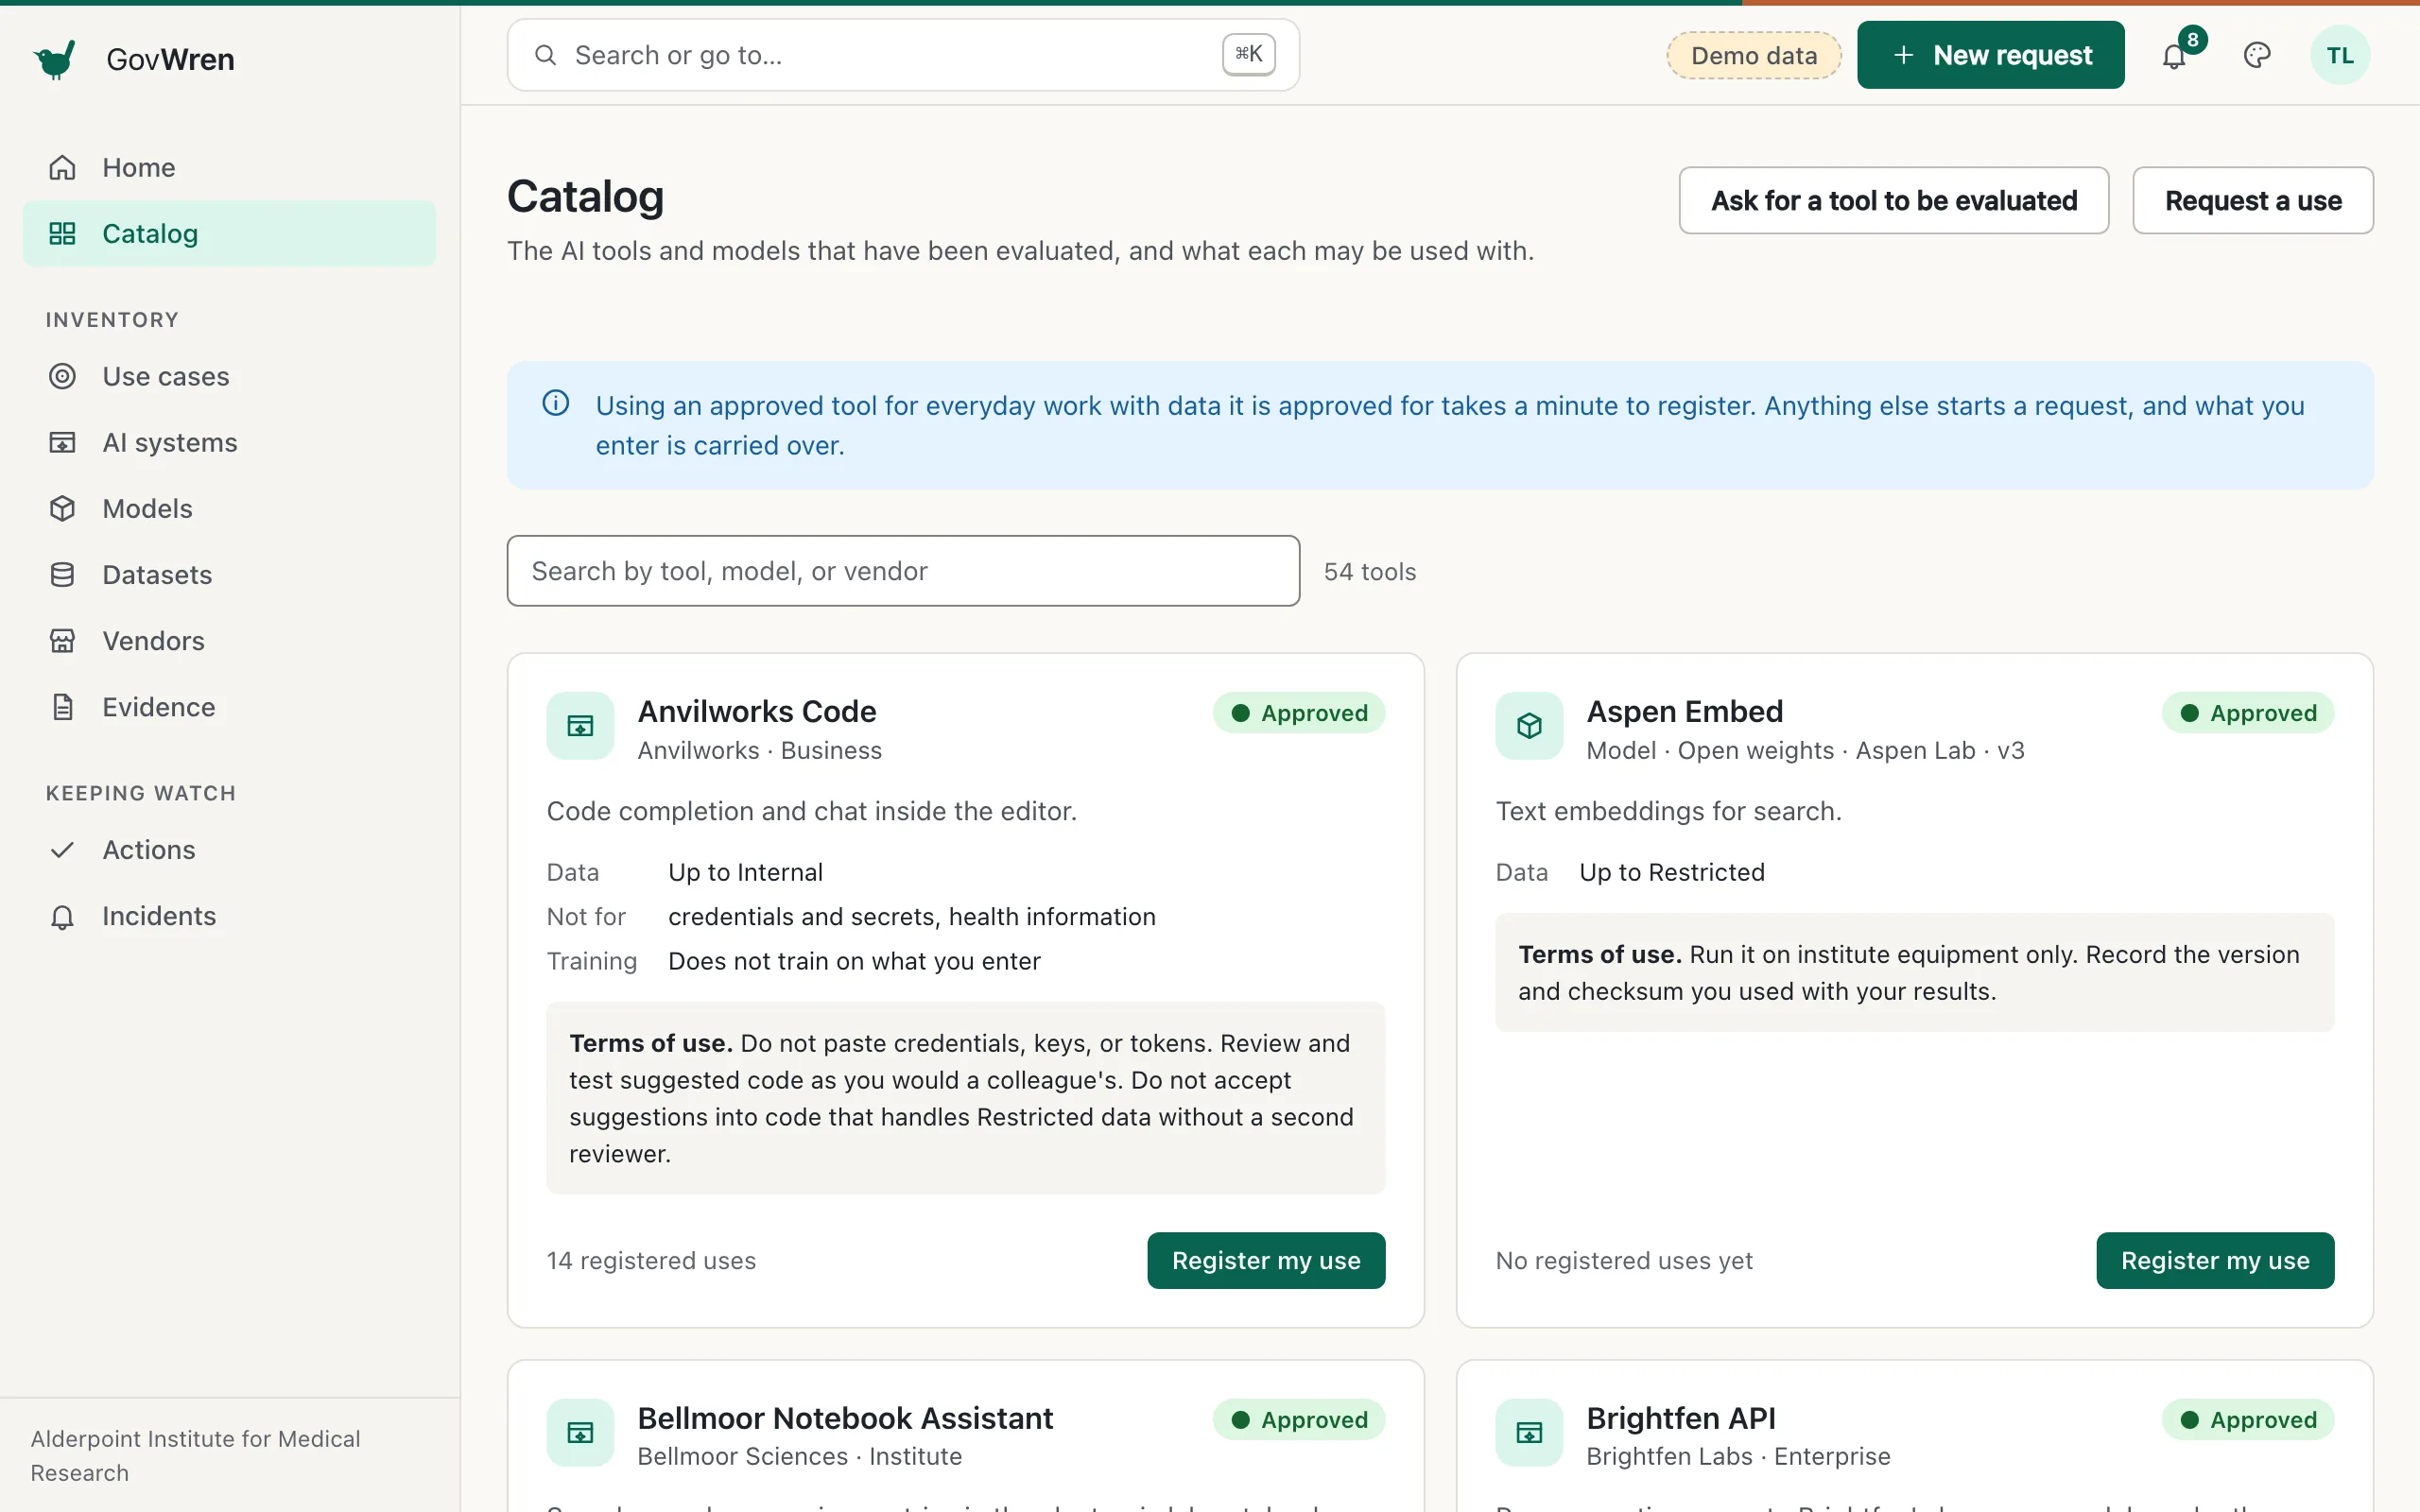 GovWren
Search or go to...
⌘K
Demo data
+ New request
8
TL
Home
Catalog
INVENTORY
Use cases
AI systems
Models
Datasets
Vendors
Evidence
KEEPING WATCH
Actions
Incidents
Alderpoint Institute for Medical
Research
Catalog
The AI tools and models that have been evaluated, and what each may be used with.
Ask for a tool to be evaluated
Request a use
Using an approved tool for everyday work with data it is approved for takes a minute to register. Anything else starts a request, and what you
enter is carried over.
Search by tool, model, or vendor
54 tools
Anvilworks Code
Approved
Anvilworks · Business
Code completion and chat inside the editor.
Data Up to Internal
Not for credentials and secrets, health information
Training Does not train on what you enter
Terms of use. Do not paste credentials, keys, or tokens. Review and
test suggested code as you would a colleague's. Do not accept
suggestions into code that handles Restricted data without a second
reviewer.
14 registered uses
Register my use
Aspen Embed
Approved
Model · Open weights · Aspen Lab · v3
Text embeddings for search.
Data Up to Restricted
Terms of use. Run it on institute equipment only. Record the version
and checksum you used with your results.
No registered uses yet
Register my use
Bellmoor Notebook Assistant
Approved
Bellmoor Sciences · Institute
Brightfen API
Approved
Brightfen Labs · Enterprise